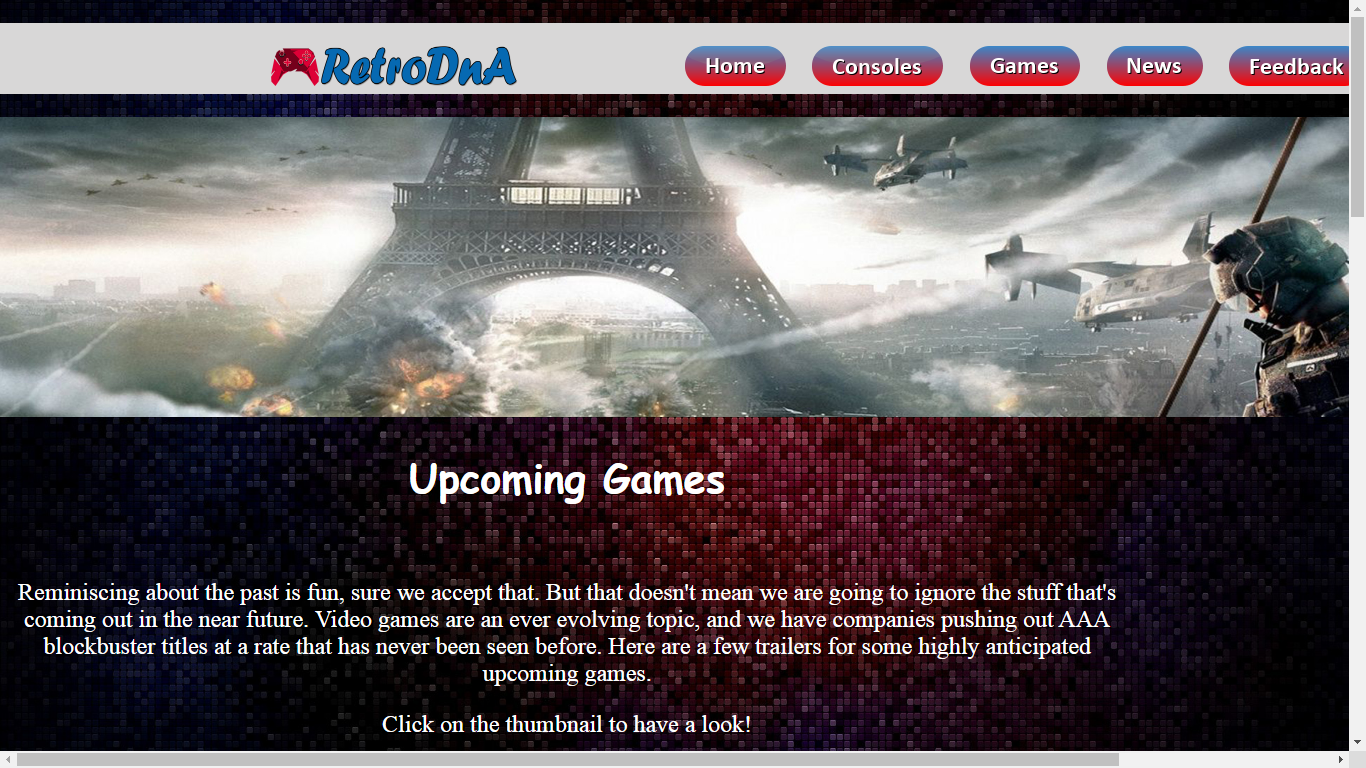 RetroDnA
Home
Consoles
Games
News
Feedback
Upcoming Games
Reminiscing about the past is fun, sure we accept that. But that doesn't mean we are going to ignore the stuff that's
coming out in the near future. Video games are an ever evolving topic, and we have companies pushing out AAA
blockbuster titles at a rate that has never been seen before. Here are a few trailers for some highly anticipated
upcoming games.
Click on the thumbnail to have a look!